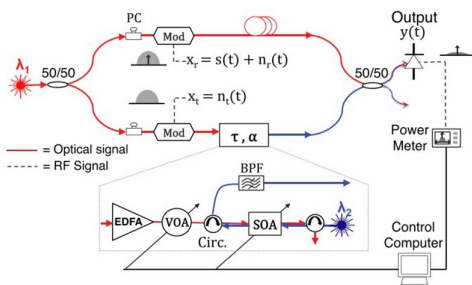 PC
Mod
x_r = s(t) + n_r(t)
Output
y(t)
λ₁
50/50
50/50
x_t = n_t(t)
PC
Mod
τ, α
= Optical signal
= RF Signal
Power
Meter
BPF
λ₂
EDFA
VOA
SOA
Circ.
Control
Computer